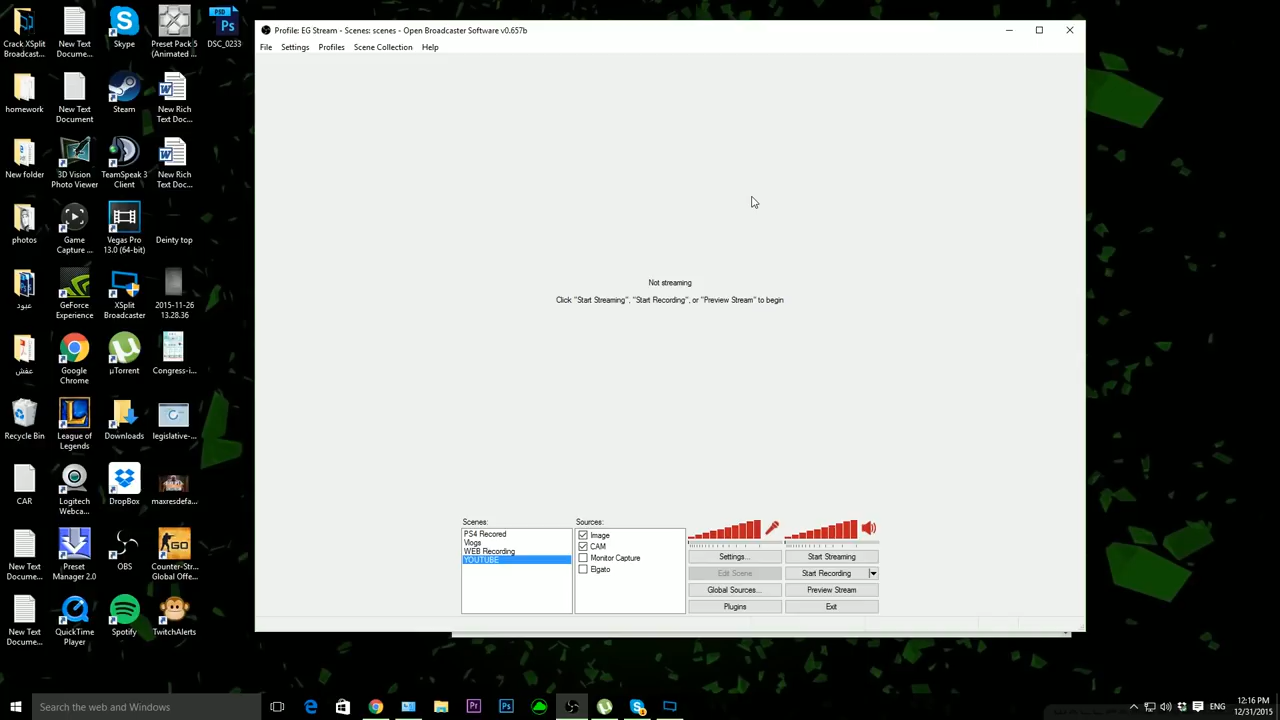 Profile: EG Stream - Scenes: scenes - Open Broadcaster Software v0.657b
File Settings Profiles Scene Collection Help
Not streaming
Click "Start Streaming", "Start Recording", or "Preview Stream" to begin
Scenes:
PS4 Recored
Vlogs
WEB Recording
YOUTUBE
Sources:
Image
CAM
Monitor Capture
Elgato
Settings...
Start Streaming
Edit Scene
Start Recording
Global Sources...
Preview Stream
Plugins
Exit
Crack XSplit
Broadcast...
New Text
Docume...
Skype
Preset Pack 5
(Animated ...
PSD
Ps
DSC_0233
homework
New Text
Document
Steam
New Rich
Text Doc...
New folder
3D Vision
Photo Viewer
TeamSpeak 3
Client
New Rich
Text Doc...
photos
Game
Capture ...
Vegas Pro
13.0 (64-bit)
Deinty top
عبود
GeForce
Experience
XSplit
Broadcaster
2015-11-26
13.28.36
عفش
Google
Chrome
µTorrent
Congress-i...
Recycle Bin
League of
Legends
Downloads
legislative-...
CAR
Logitech
Webca...
DropBox
maxresdefa...
New Text
Docume...
Preset
Manager 2.0
OBS
GO
Counter-Str...
Global Offe...
New Text
Docume...
QuickTime
Player
Spotify
TwitchAlerts
Search the web and Windows
Pr
Ps
ENG
12:16 PM
12/31/2015